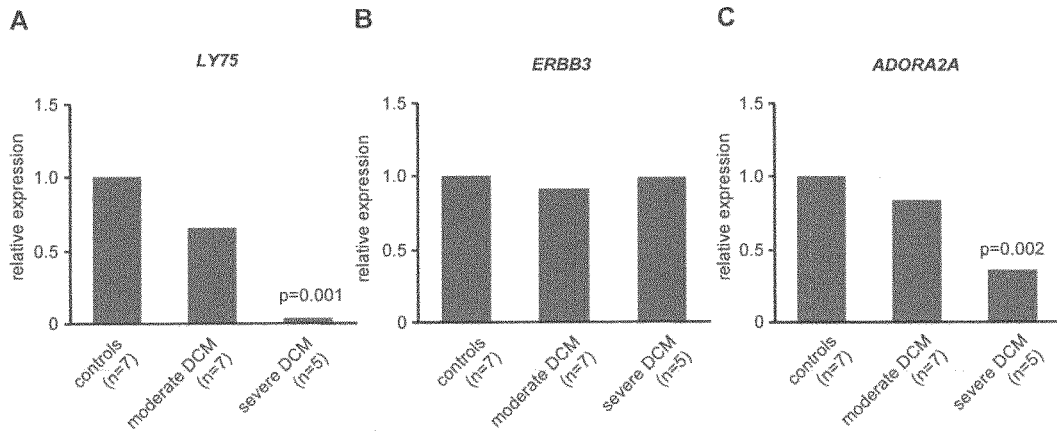 A
LY75
relative expression
1.5
1.0
0.5
0
p=0.001
controls
(n=7)
moderate DCM
(n=7)
severe DCM
(n=5)
B
ERBB3
relative expression
1.5
1.0
0.5
0
controls
(n=7)
moderate DCM
(n=7)
severe DCM
(n=5)
C
ADORA2A
relative expression
1.5
1.0
0.5
0
p=0.002
controls
(n=7)
moderate DCM
(n=7)
severe DCM
(n=5)